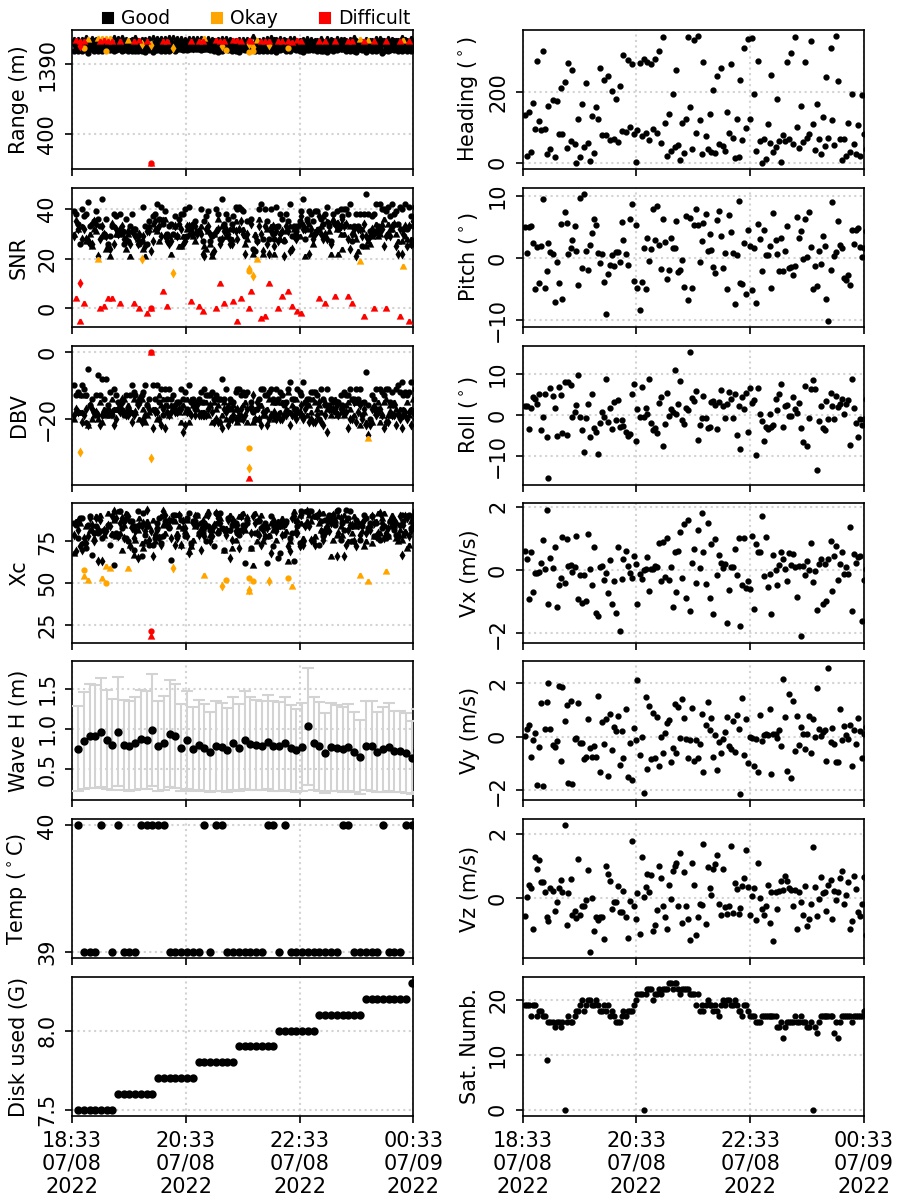 Good Okay Difficult
Range (m)
1390
400
Heading (°)
200
0
SNR
40
20
0
Pitch (°)
10
0
−10
DBV
0
−20
Roll (°)
10
0
−10
Xc
75
50
25
Vx (m/s)
2
0
−2
Wave H (m)
1.5
1.0
0.5
Vy (m/s)
2
0
−2
Temp (°C)
40
39
Vz (m/s)
2
0
Disk used (G)
8.0
7.5
Sat. Numb.
20
10
0
18:33 20:33 22:33 00:33
07/08 07/08 07/08 07/09
2022 2022 2022 2022
18:33 20:33 22:33 00:33
07/08 07/08 07/08 07/09
2022 2022 2022 2022